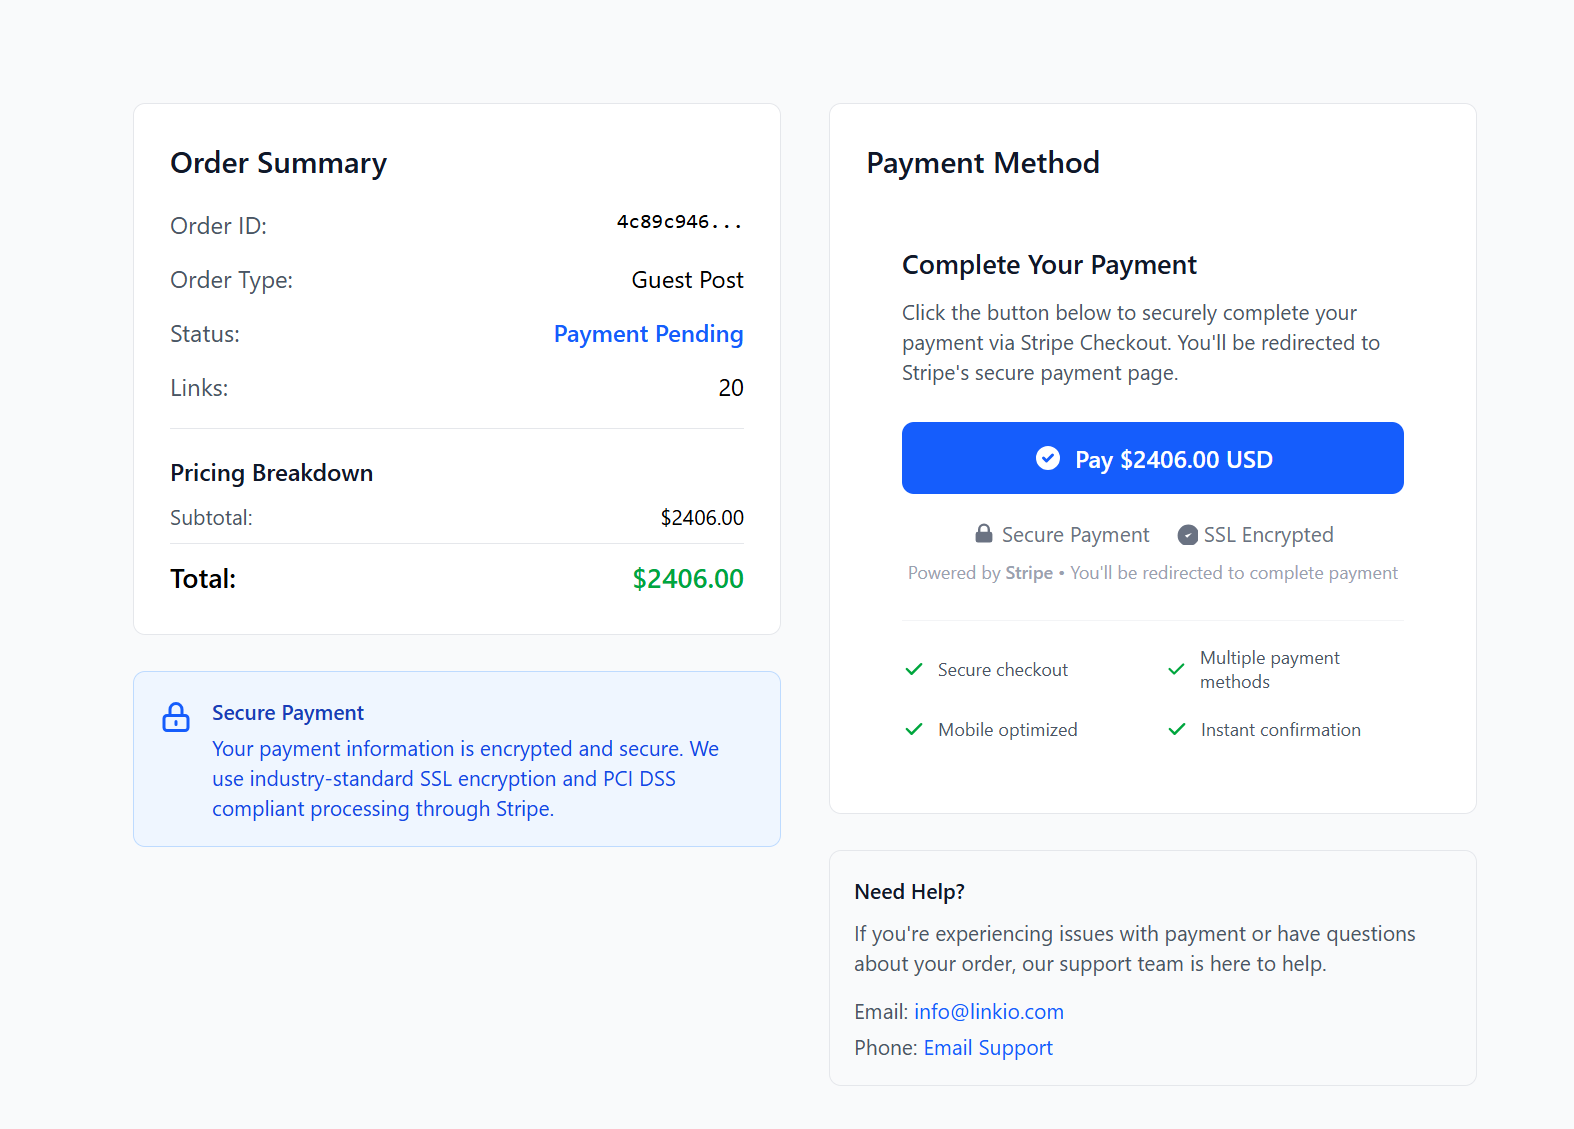 Order Summary
Order ID: 4c89c946...
Order Type: Guest Post
Status: Payment Pending
Links: 20
Pricing Breakdown
Subtotal: $2406.00
Total: $2406.00
Secure Payment
Your payment information is encrypted and secure. We
use industry-standard SSL encryption and PCI DSS
compliant processing through Stripe.
Payment Method
Complete Your Payment
Click the button below to securely complete your
payment via Stripe Checkout. You'll be redirected to
Stripe's secure payment page.
Pay $2406.00 USD
Secure Payment SSL Encrypted
Powered by Stripe • You'll be redirected to complete payment
Secure checkout
Multiple payment
methods
Mobile optimized
Instant confirmation
Need Help?
If you're experiencing issues with payment or have questions
about your order, our support team is here to help.
Email: info@linkio.com
Phone: Email Support